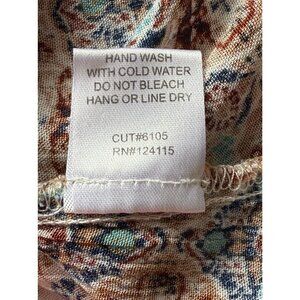 HAND WASH
WITH COLD WATER
DO NOT BLEACH
HANG OR LINE DRY
CUT#6105
RN#124115